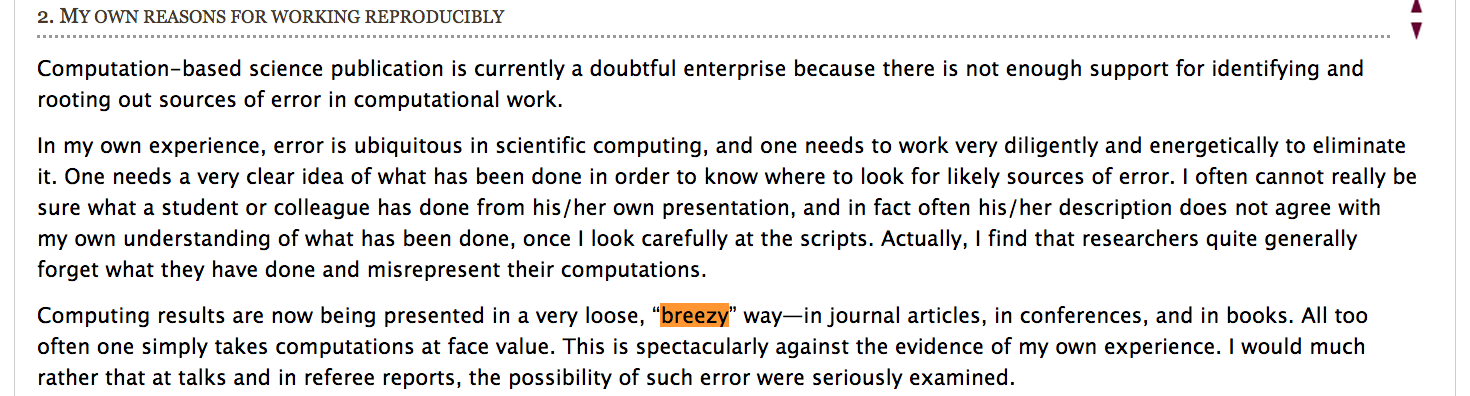 2. MY OWN REASONS FOR WORKING REPRODUCIBLY
Computation–based science publication is currently a doubtful enterprise because there is not enough support for identifying and
rooting out sources of error in computational work.
In my own experience, error is ubiquitous in scientific computing, and one needs to work very diligently and energetically to eliminate
it. One needs a very clear idea of what has been done in order to know where to look for likely sources of error. I often cannot really be
sure what a student or colleague has done from his/her own presentation, and in fact often his/her description does not agree with
my own understanding of what has been done, once I look carefully at the scripts. Actually, I find that researchers quite generally
forget what they have done and misrepresent their computations.
Computing results are now being presented in a very loose, “breezy” way—in journal articles, in conferences, and in books. All too
often one simply takes computations at face value. This is spectacularly against the evidence of my own experience. I would much
rather that at talks and in referee reports, the possibility of such error were seriously examined.